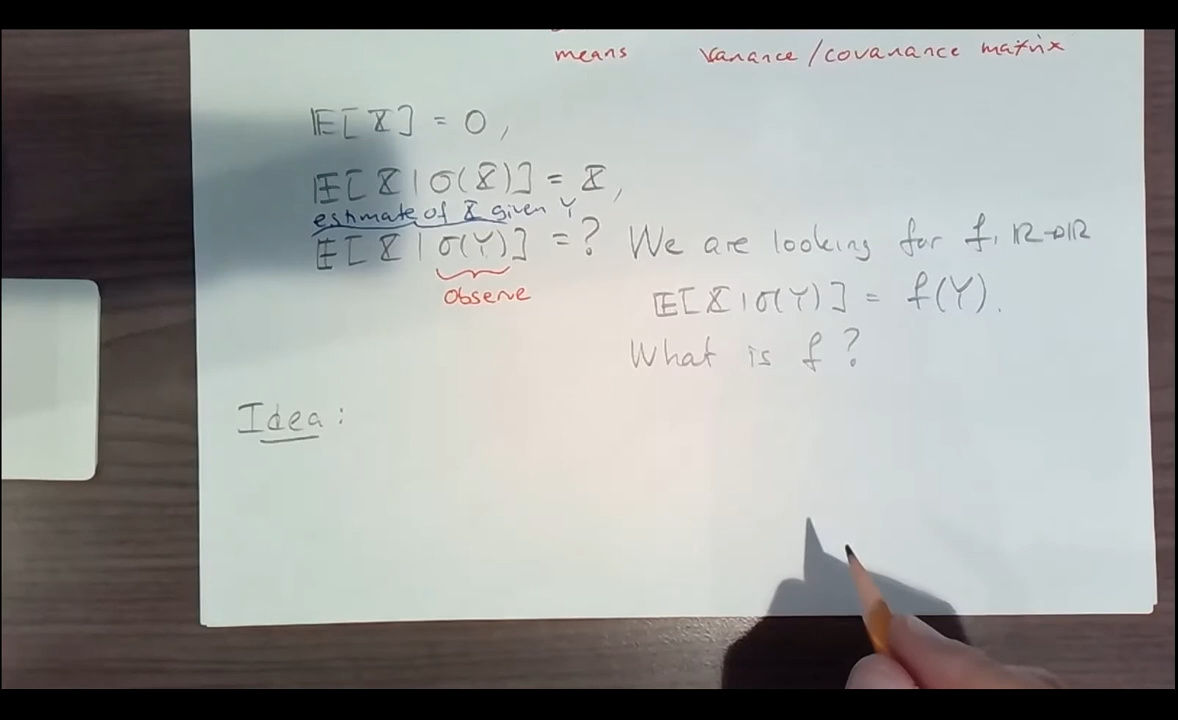 means variance/covariance matrix
𝔼[X] = 0,
𝔼[X | σ(X)] = X,
estimate of X given Y
𝔼[X | σ(Y)] = ? We are looking for f: ℝ→ℝ
observe
𝔼[X | σ(Y)] = f(Y).
What is f?
Idea: